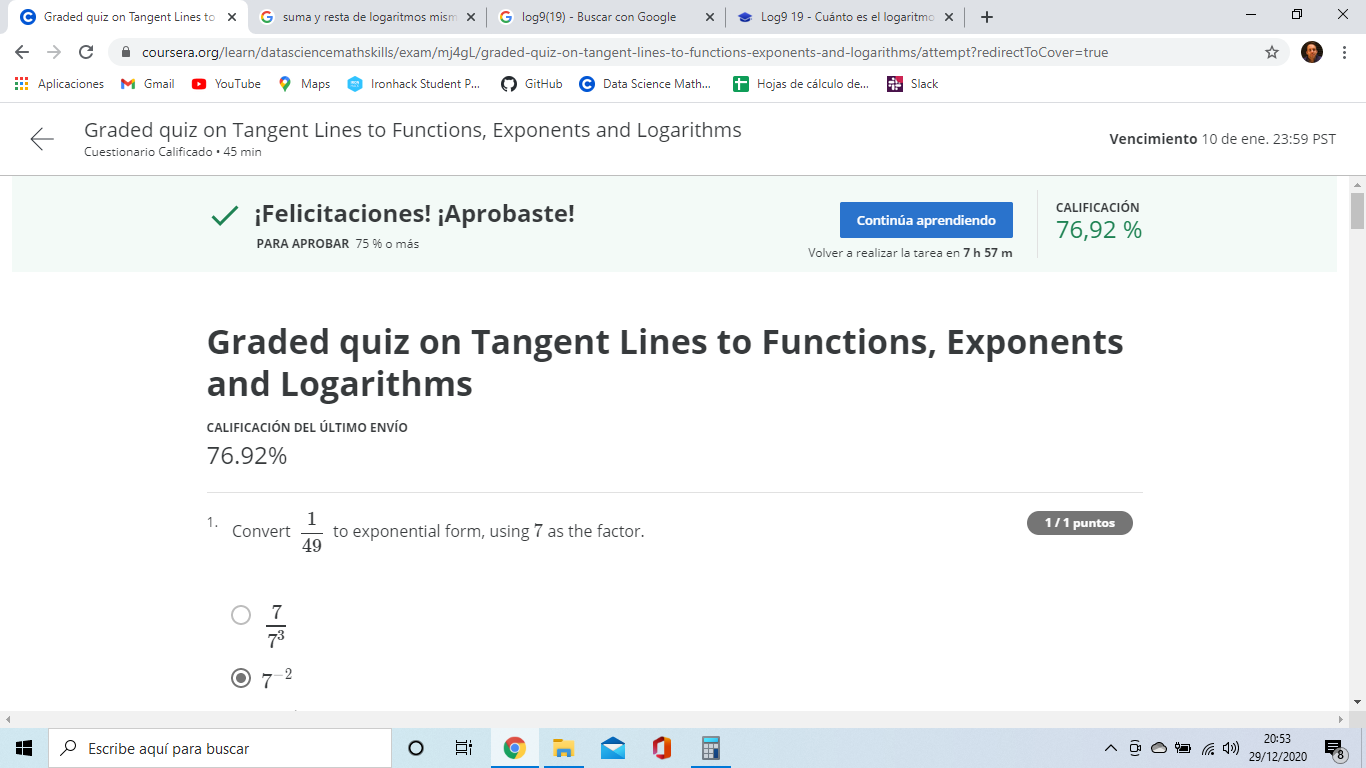 Graded quiz on Tangent Lines to
suma y resta de logaritmos mism
log9(19) - Buscar con Google
Log9 19 - Cuánto es el logaritmo
coursera.org/learn/datasciencemathskills/exam/mj4gL/graded-quiz-on-tangent-lines-to-functions-exponents-and-logarithms/attempt?redirectToCover=true
Aplicaciones Gmail YouTube Maps Ironhack Student P... GitHub Data Science Math... Hojas de cálculo de... Slack
Graded quiz on Tangent Lines to Functions, Exponents and Logarithms
Cuestionario Calificado • 45 min
Vencimiento 10 de ene. 23:59 PST
¡Felicitaciones! ¡Aprobaste!
PARA APROBAR 75 % o más
Continúa aprendiendo
Volver a realizar la tarea en 7 h 57 m
CALIFICACIÓN
76,92 %
Graded quiz on Tangent Lines to Functions, Exponents
and Logarithms
CALIFICACIÓN DEL ÚLTIMO ENVÍO
76.92%
1. Convert 1/49 to exponential form, using 7 as the factor.
1 / 1 puntos
7/7³
7⁻²
Escribe aquí para buscar
20:53
29/12/2020
8